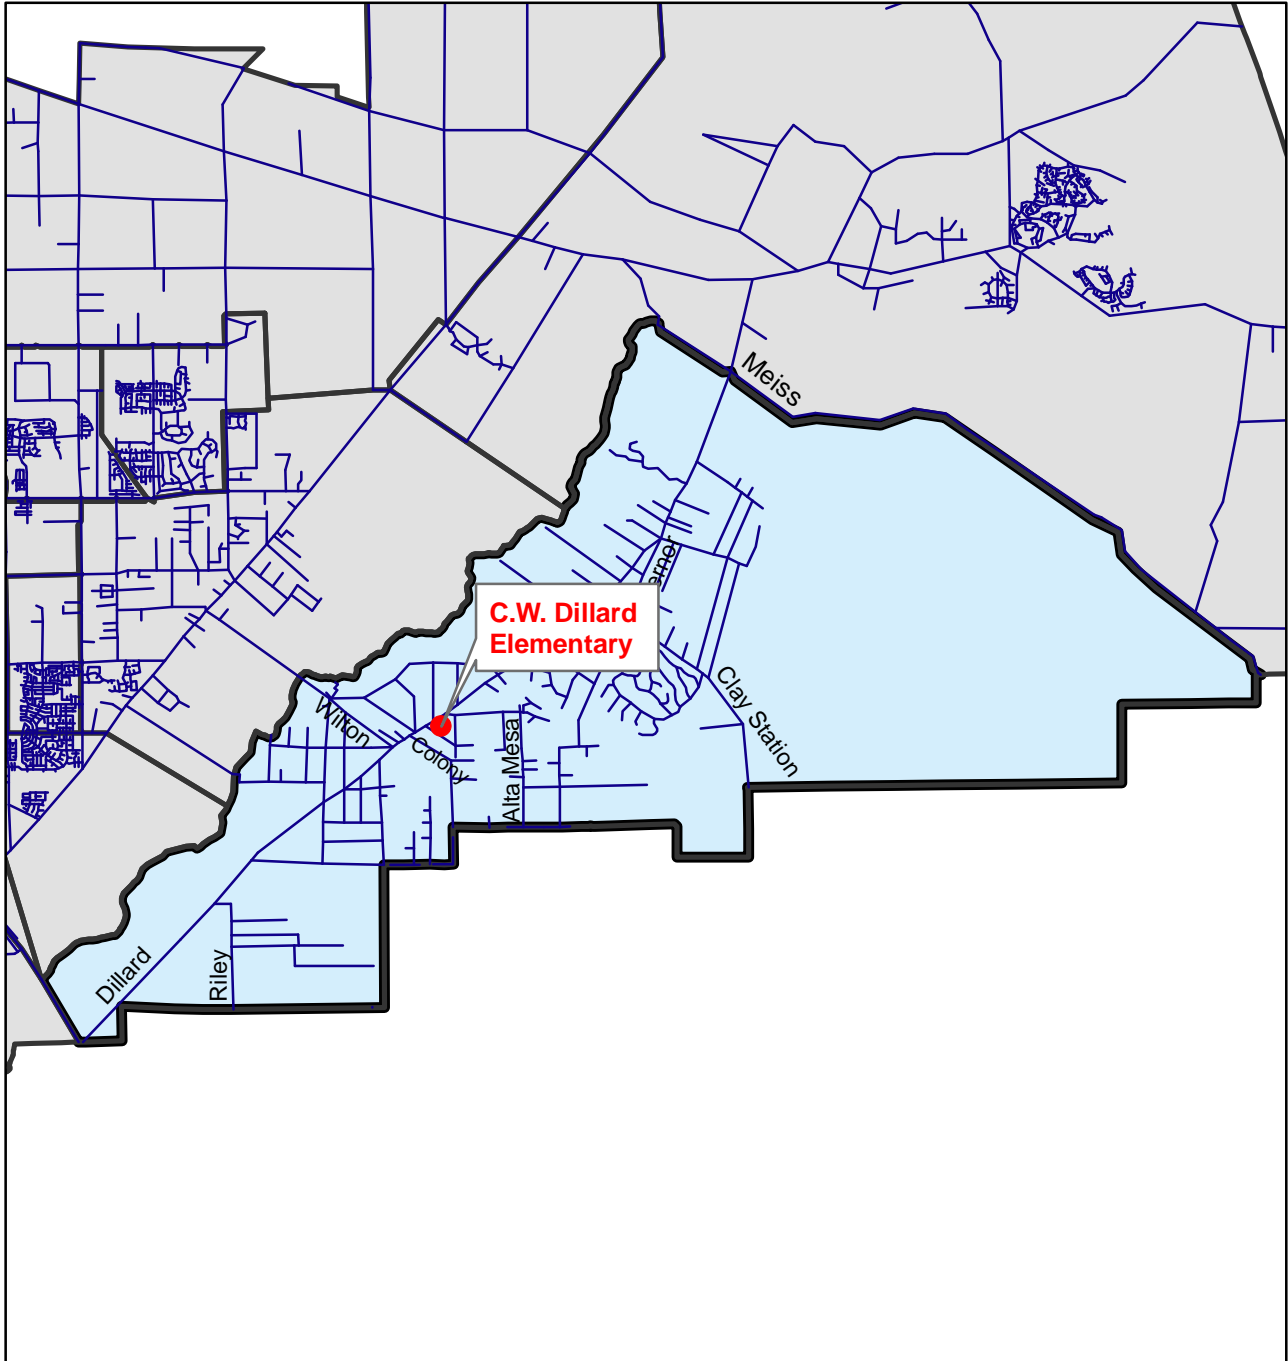 Meiss
C.W. Dillard
Elementary
Clay Station
Wilton
Colony
Alta Mesa
Dillard
Riley